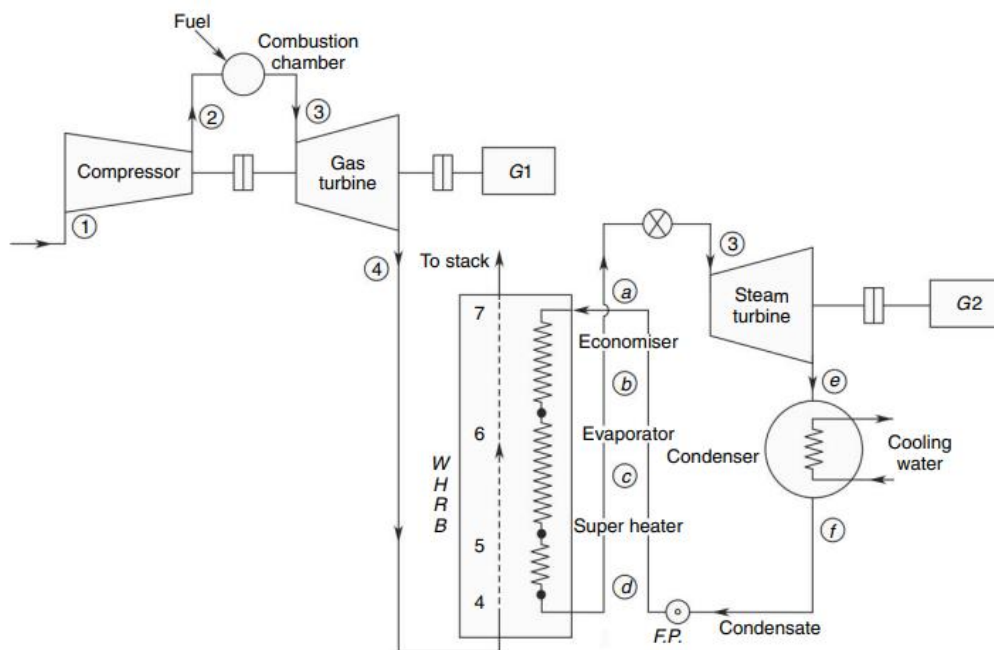 Fuel
Combustion
chamber
②
③
Compressor
Gas
turbine
G1
①
④
To stack
③
ⓐ
Steam
turbine
G2
7
Economiser
ⓑ
ⓔ
6
Evaporator
Condenser
Cooling
water
W
H
R
B
ⓒ
Super heater
ⓕ
5
ⓓ
4
F.P.
Condensate